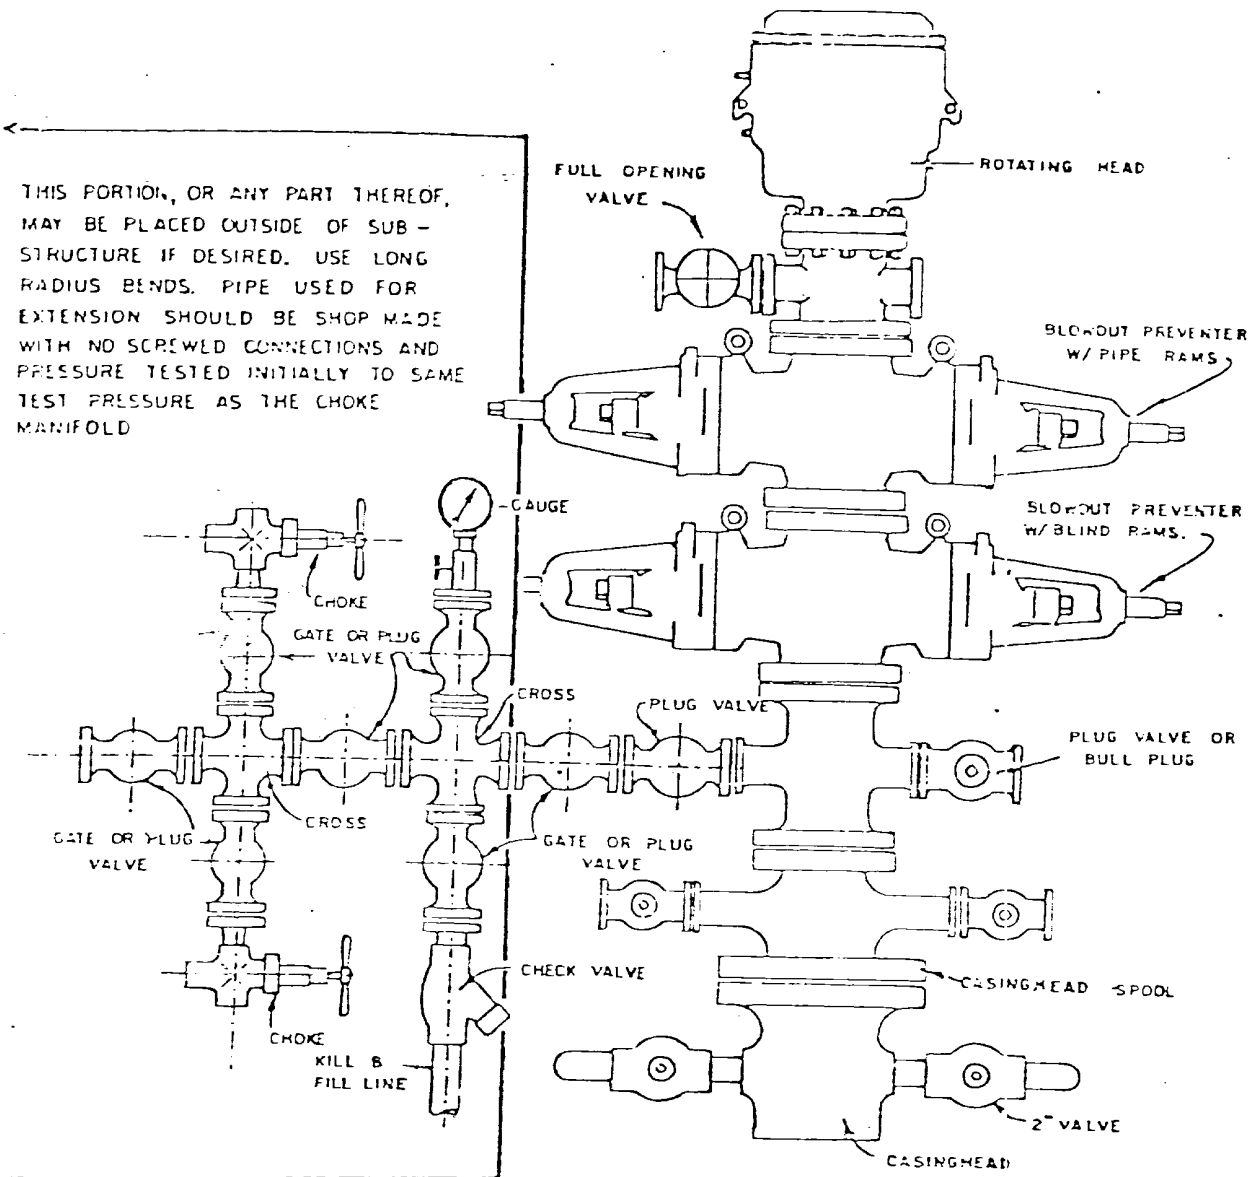 THIS PORTION, OR ANY PART THEREOF,
MAY BE PLACED OUTSIDE OF SUB-
STRUCTURE IF DESIRED. USE LONG
RADIUS BENDS. PIPE USED FOR
EXTENSION SHOULD BE SHOP MADE
WITH NO SCREWED CONNECTIONS AND
PRESSURE TESTED INITIALLY TO SAME
TEST PRESSURE AS THE CHOKE
MANIFOLD
FULL OPENING
VALVE
ROTATING HEAD
BLOWOUT PREVENTER
W/ PIPE RAMS.
GAUGE
BLOWOUT PREVENTER
W/ BLIND RAMS.
CHOKE
GATE OR PLUG
VALVE
CROSS
PLUG VALVE
PLUG VALVE OR
BULL PLUG
CROSS
GATE OR PLUG
VALVE
GATE OR PLUG
VALVE
CHECK VALVE
CASINGHEAD SPOOL
CHOKE
KILL &
FILL LINE
2" VALVE
CASINGHEAD